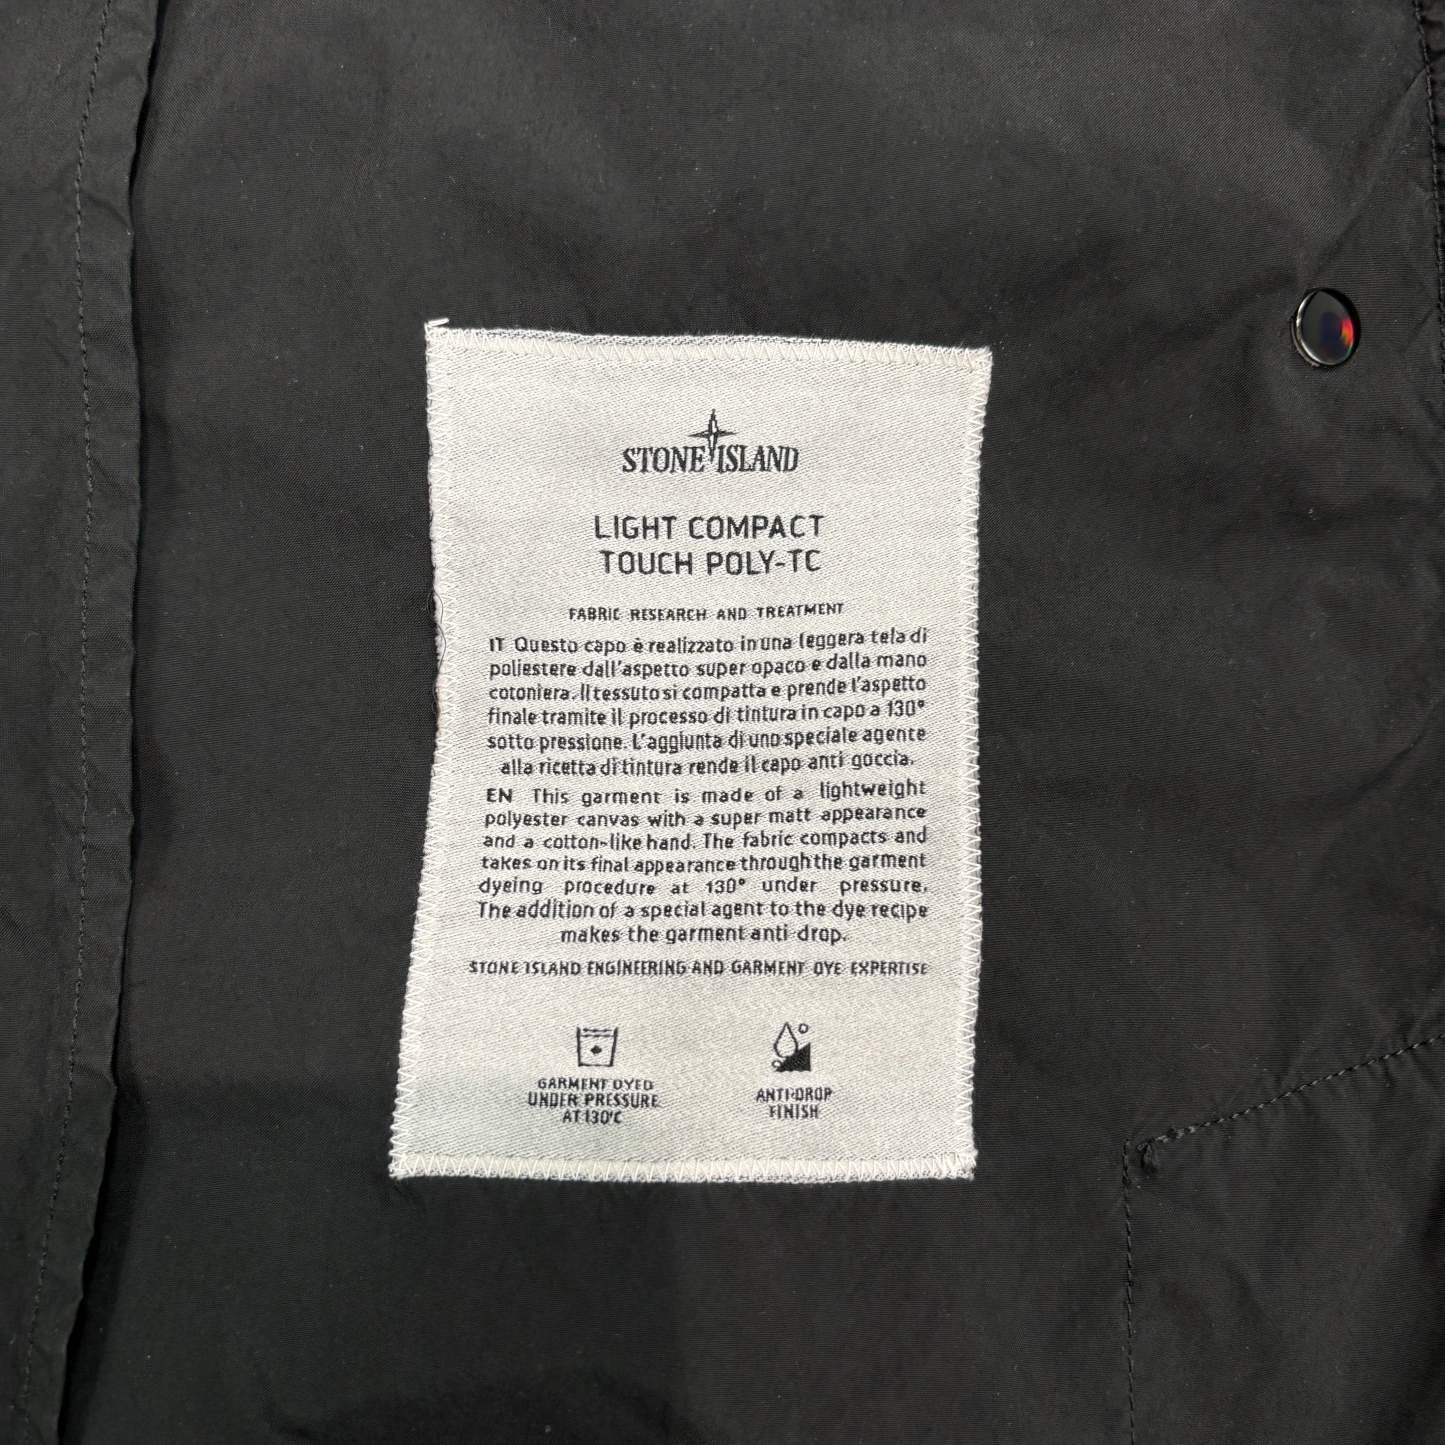 STONE ISLAND
LIGHT COMPACT
TOUCH POLY-TC
FABRIC RESEARCH AND TREATMENT
IT Questo capo è realizzato in una leggera tela di
poliestere dall'aspetto super opaco e dalla mano
cotoniera. Il tessuto si compatta e prende l'aspetto
finale tramite il processo di tintura in capo a 130°
sotto pressione. L'aggiunta di uno speciale agente
alla ricetta di tintura rende il capo anti goccia.
EN This garment is made of a lightweight
polyester canvas with a super matt appearance
and a cotton-like hand. The fabric compacts and
takes on its final appearance through the garment
dyeing procedure at 130° under pressure.
The addition of a special agent to the dye recipe
makes the garment anti drop.
STONE ISLAND ENGINEERING AND GARMENT DYE EXPERTISE
GARMENT DYED
UNDER PRESSURE
AT 130°C
ANTI-DROP
FINISH